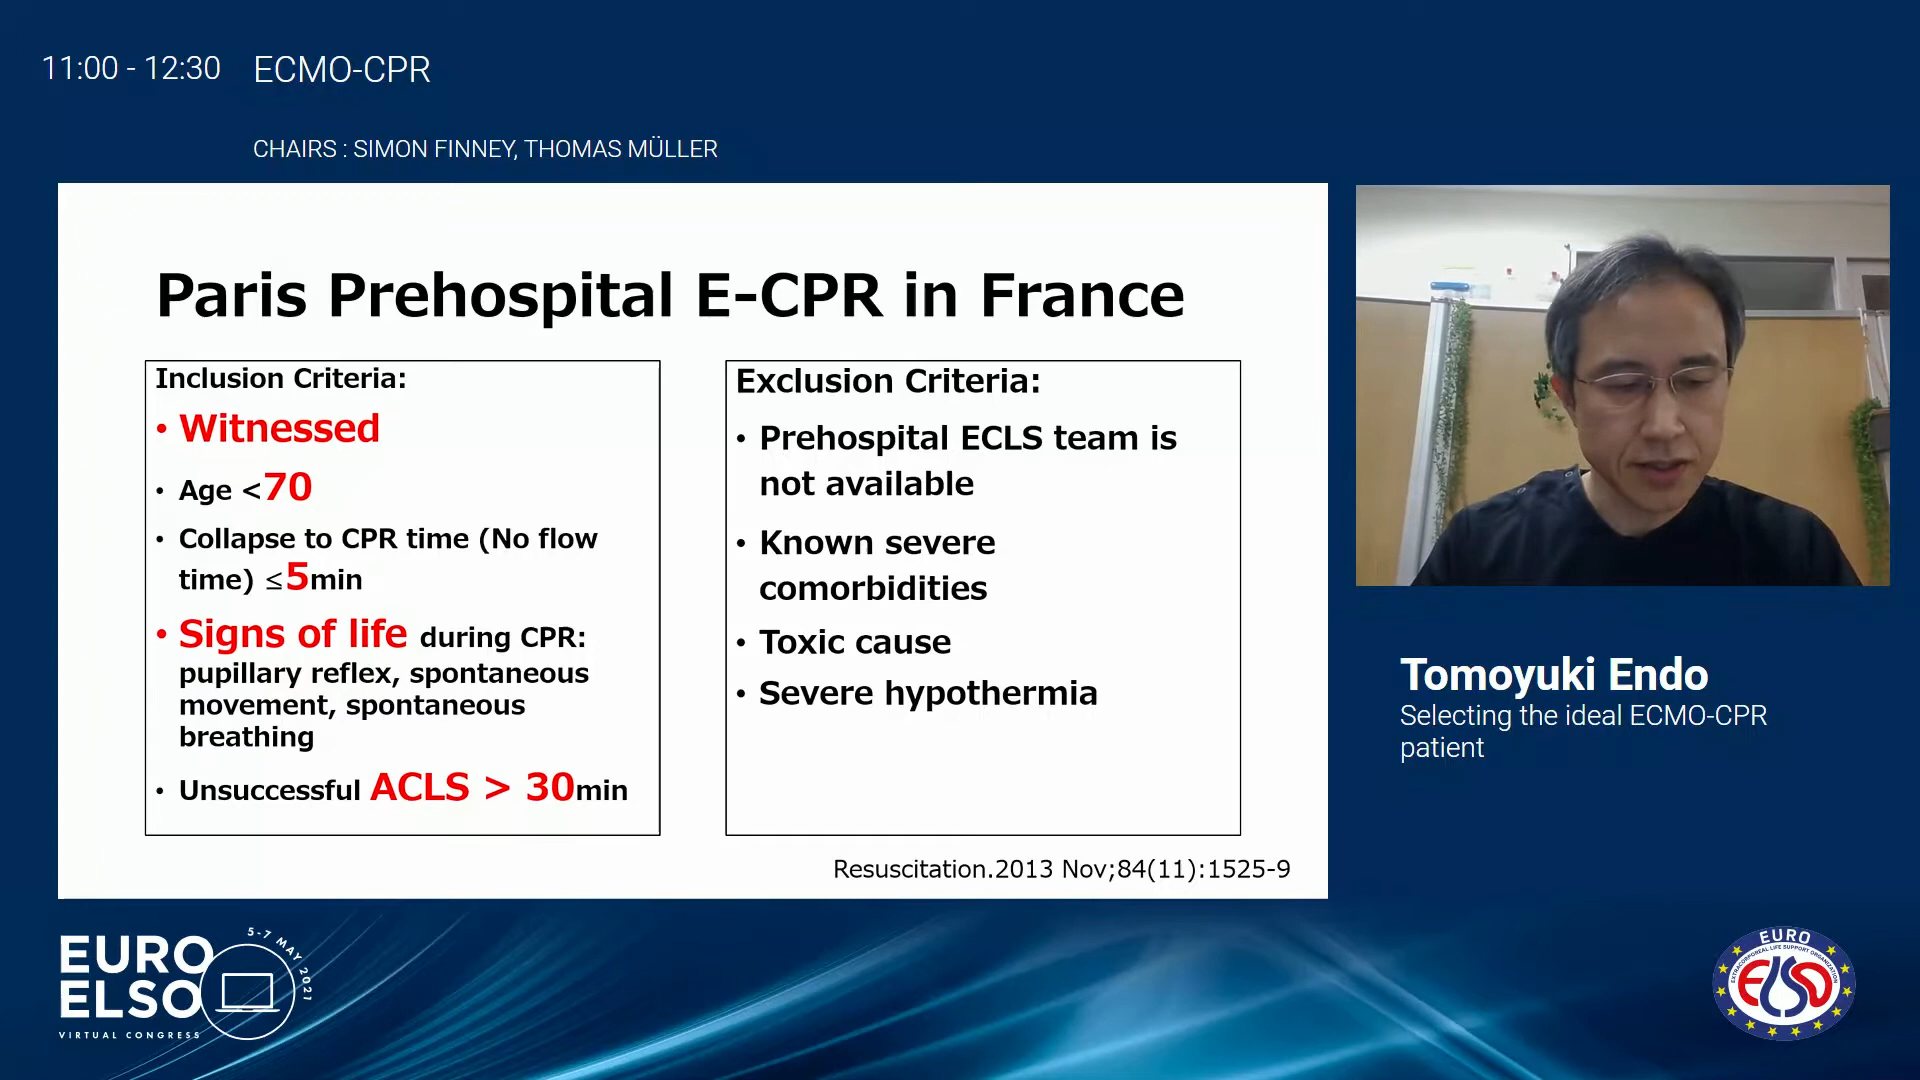 11:00 - 12:30 ECMO-CPR
CHAIRS : SIMON FINNEY, THOMAS MÜLLER
Paris Prehospital E-CPR in France
Inclusion Criteria:
• Witnessed
• Age <70
• Collapse to CPR time (No flow
time) ≤5min
• Signs of life during CPR:
pupillary reflex, spontaneous
movement, spontaneous
breathing
• Unsuccessful ACLS > 30min
Exclusion Criteria:
• Prehospital ECLS team is
not available
• Known severe
comorbidities
• Toxic cause
• Severe hypothermia
Resuscitation.2013 Nov;84(11):1525-9
Tomoyuki Endo
Selecting the ideal ECMO-CPR
patient
EURO
ELSO
VIRTUAL CONGRESS
5-7 MAY 2021
EURO
EXTRACORPOREAL LIFE SUPPORT ORGANIZATION
ELSO